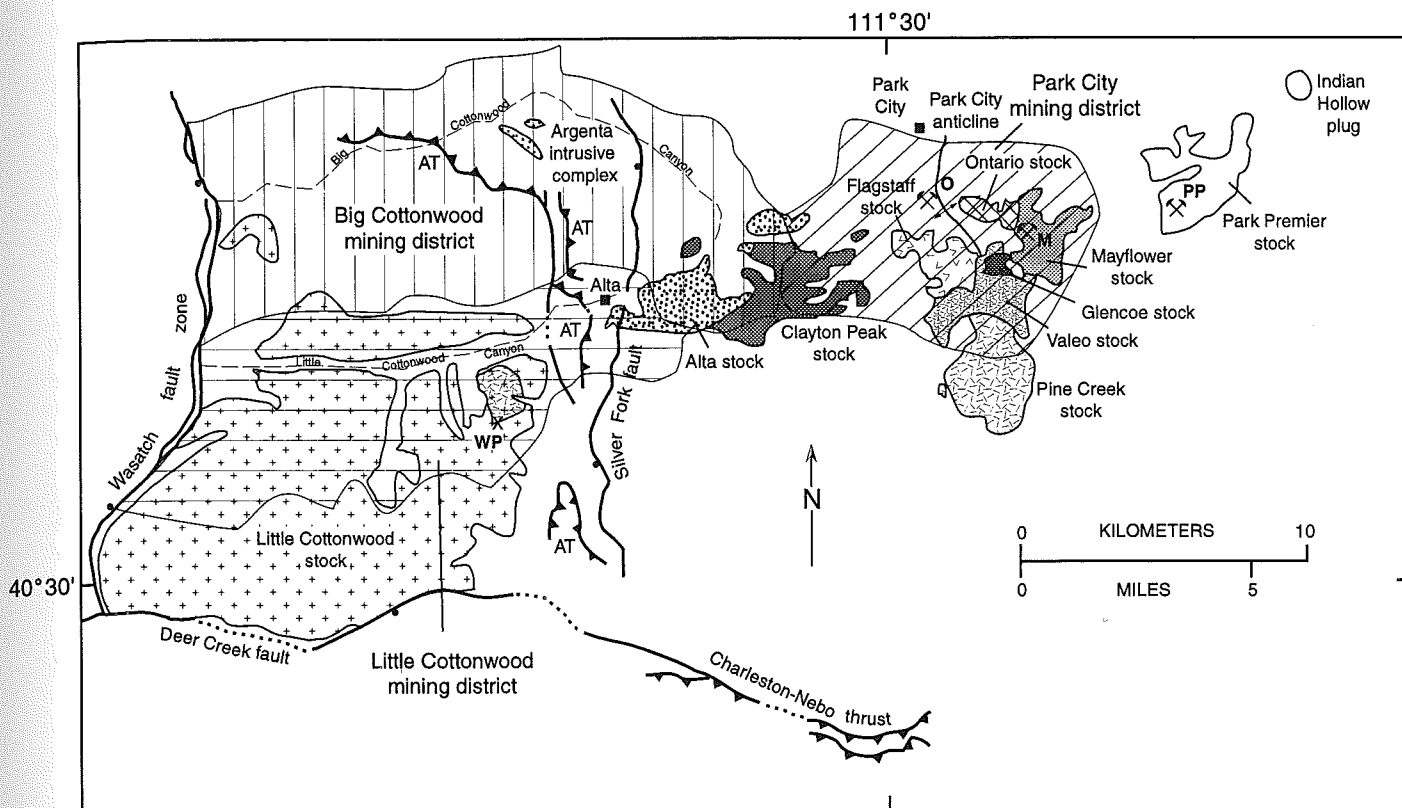 111°30'
Park
City
Park City
anticline
Park City
mining district
Indian
Hollow
plug
Big
Cottonwood
Canyon
AT
Argenta
intrusive
complex
Ontario stock
Flagstaff
stock
O
PP
Park Premier
stock
Big Cottonwood
mining district
AT
M
Mayflower
stock
Alta
Glencoe stock
zone
AT
Clayton Peak
stock
Valeo stock
Alta stock
Little
Cottonwood
Canyon
fault
Pine Creek
stock
WP
Wasatch
Silver Fork fault
N
Little Cottonwood
stock
AT
0
KILOMETERS
10
0
MILES
5
40°30'
Deer Creek fault
Little Cottonwood
mining district
Charleston-Nebo thrust